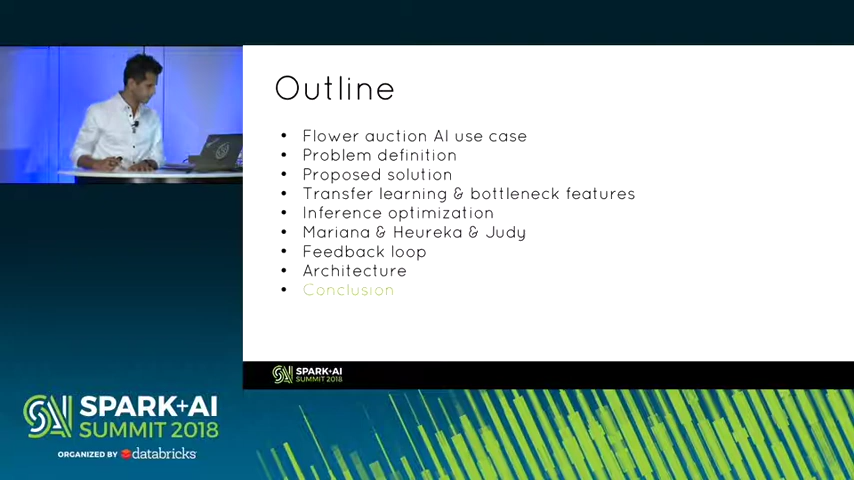 Outline
• Flower auction AI use case
• Problem definition
• Proposed solution
• Transfer learning & bottleneck features
• Inference optimization
• Mariana & Heureka & Judy
• Feedback loop
• Architecture
• Conclusion
SPARK+AI
SUMMIT 2018
SPARK+AI
SUMMIT 2018
ORGANIZED BY databricks